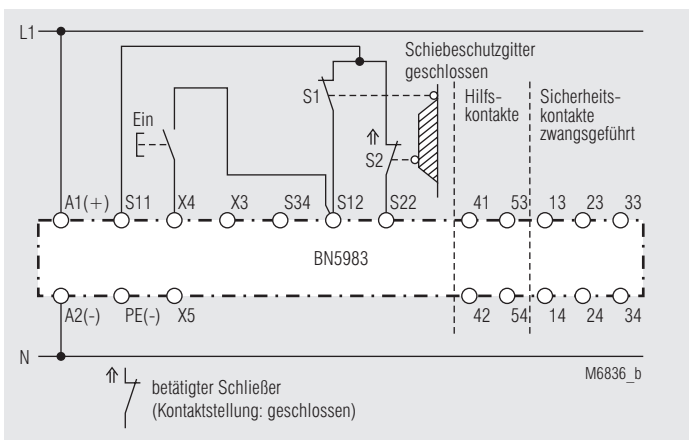 L1
Schiebeschutzgitter
geschlossen
S1
Hilfs-
kontakte
Sicherheits-
kontakte
zwangsgeführt
Ein
S2
A1(+)
S11
X4
X3
S34
S12
S22
41
53
13
23
33
BN5983
A2(-)
PE(-)
X5
42
54
14
24
34
N
M6836_b
betätigter Schließer
(Kontaktstellung: geschlossen)